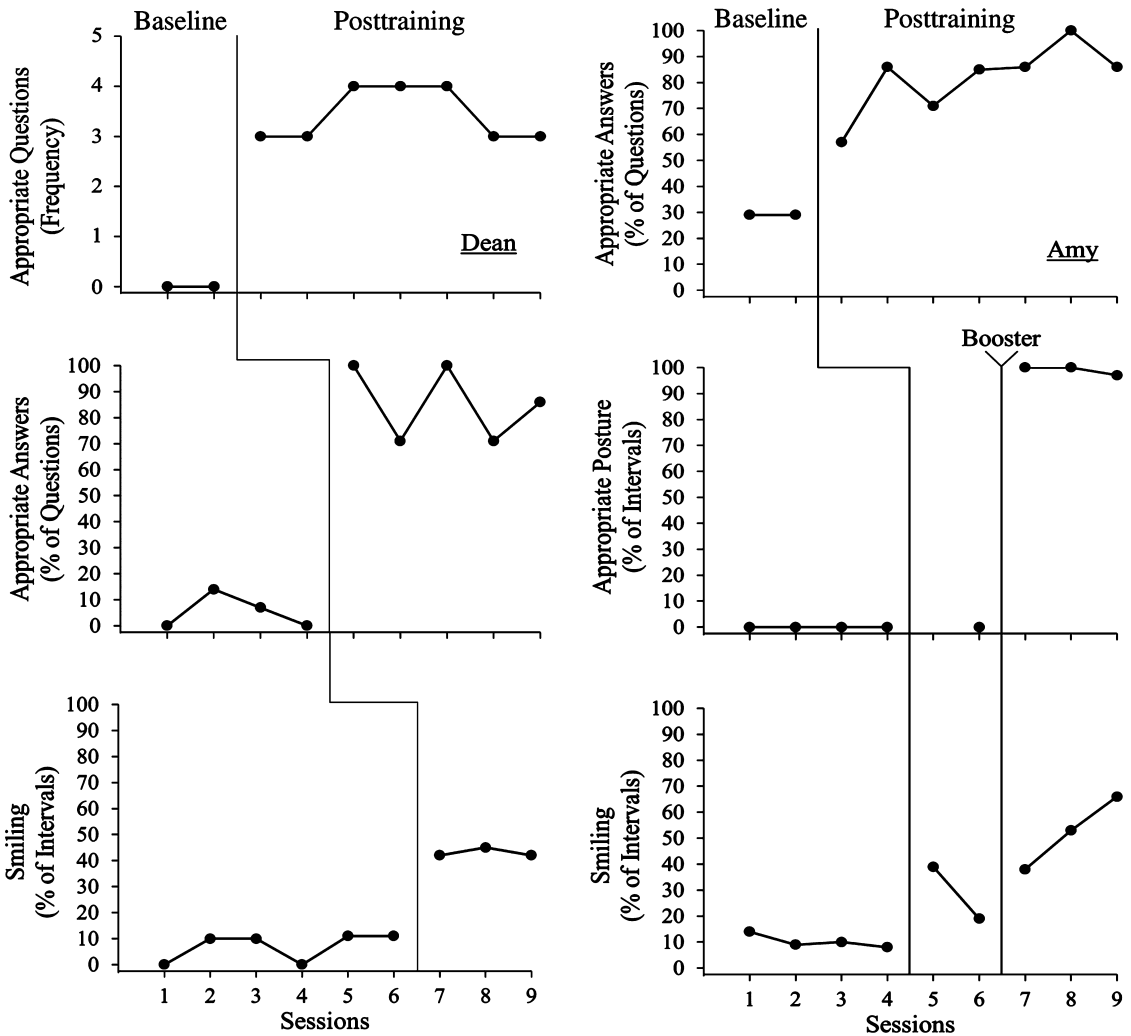 Baseline
Posttraining
Appropriate Questions
(Frequency)
5
4
3
2
1
0
Dean
Appropriate Answers
(% of Questions)
100
90
80
70
60
50
40
30
20
10
0
Smiling
(% of Intervals)
100
90
80
70
60
50
40
30
20
10
0
1 2 3 4 5 6 7 8 9
Sessions
Baseline
Posttraining
Appropriate Answers
(% of Questions)
100
90
80
70
60
50
40
30
20
10
0
Amy
Booster
Appropriate Posture
(% of Intervals)
100
90
80
70
60
50
40
30
20
10
0
Smiling
(% of Intervals)
100
90
80
70
60
50
40
30
20
10
0
1 2 3 4 5 6 7 8 9
Sessions